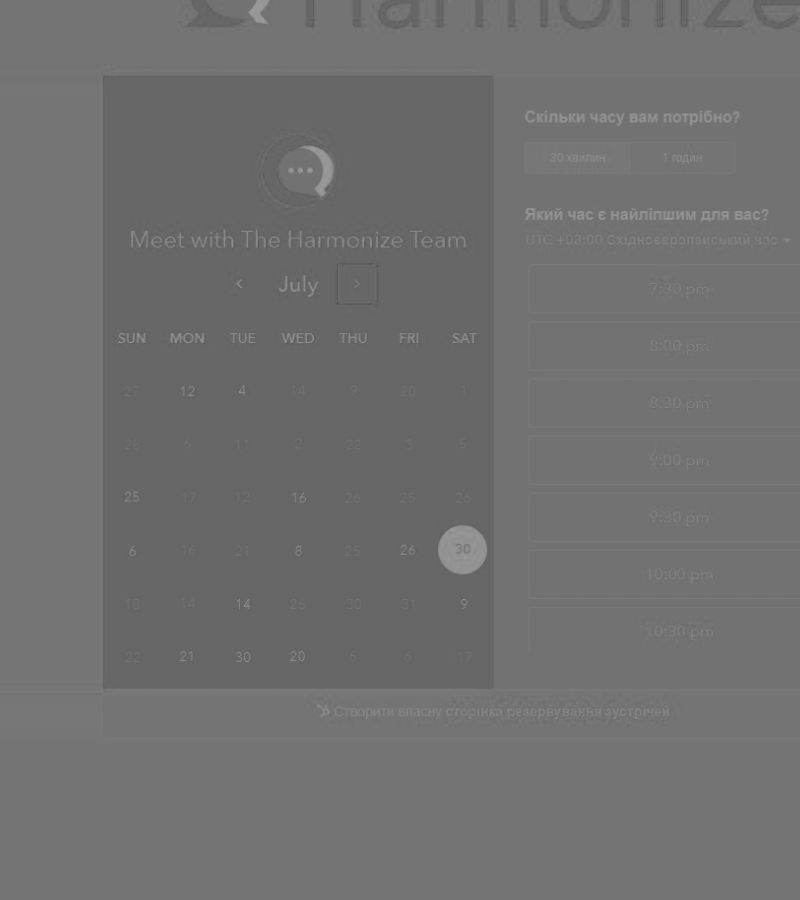 Harmonize
Meet with The Harmonize Team
July
SUN MON TUE WED THU FRI SAT
27 12 4 14 9 20 1
28 6 11 2 22 3 5
25 17 12 16 26 25 26
6 16 21 8 25 26 30
18 14 14 26 30 31 9
22 21 30 20 6 6 17
Скільки часу вам потрібно?
30 хвилин 1 годин
Який час є найліпшим для вас?
UTC +03:00 Східноєвропейський час
7:30 pm
8:00 pm
8:30 pm
9:00 pm
9:30 pm
10:00 pm
10:30 pm
Створити власну сторінка резервування зустрічей